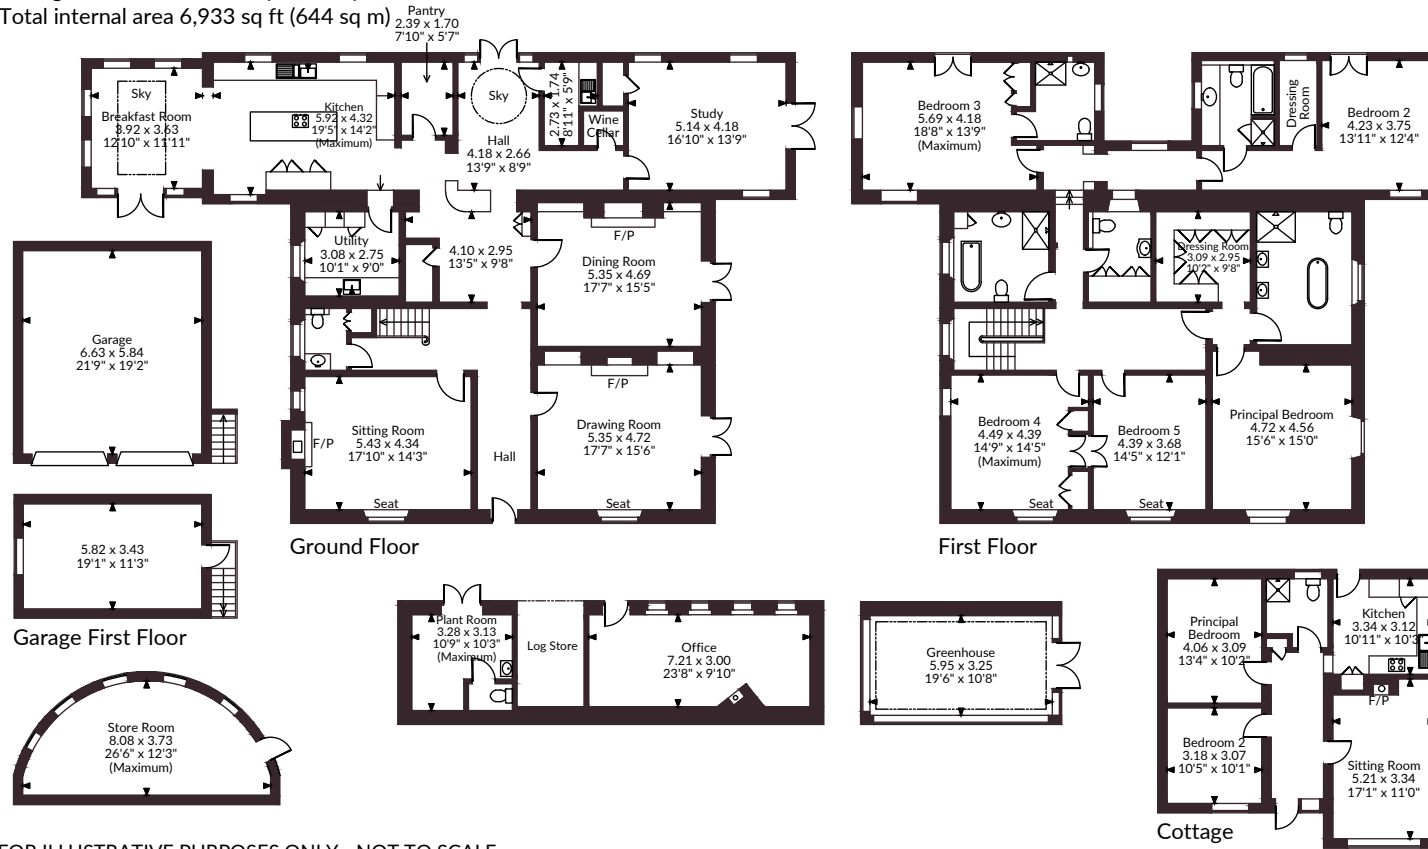 Total internal area 6,933 sq ft (644 sq m)
Pantry
2.39 x 1.70
7'10" x 5'7"
Sky
Breakfast Room
3.92 x 3.63
12'10" x 11'11"
Kitchen
5.92 x 4.32
19'5" x 14'2"
(Maximum)
Sky
Hall
4.18 x 2.66
13'9" x 8'9"
2.73 x 1.74
8'11" x 5'9"
Wine
Cellar
Study
5.14 x 4.18
16'10" x 13'9"
Utility
3.08 x 2.75
10'1" x 9'0"
4.10 x 2.95
13'5" x 9'8"
F/P
Dining Room
5.35 x 4.69
17'7" x 15'5"
F/P
Drawing Room
5.35 x 4.72
17'7" x 15'6"
Seat
Sitting Room
5.43 x 4.34
17'10" x 14'3"
F/P
Seat
Hall
Ground Floor
Garage
6.63 x 5.84
21'9" x 19'2"
5.82 x 3.43
19'1" x 11'3"
Garage First Floor
Store Room
8.08 x 3.73
26'6" x 12'3"
(Maximum)
Bedroom 3
5.69 x 4.18
18'8" x 13'9"
(Maximum)
Dressing
Room
Bedroom 2
4.23 x 3.75
13'11" x 12'4"
Dressing Room
3.09 x 2.95
10'2" x 9'8"
Bedroom 4
4.49 x 4.39
14'9" x 14'5"
(Maximum)
Seat
Bedroom 5
4.39 x 3.68
14'5" x 12'1"
Seat
Principal Bedroom
4.72 x 4.56
15'6" x 15'0"
First Floor
Plant Room
3.28 x 3.13
10'9" x 10'3"
(Maximum)
Log Store
Office
7.21 x 3.00
23'8" x 9'10"
Greenhouse
5.95 x 3.25
19'6" x 10'8"
Principal
Bedroom
4.06 x 3.09
13'4" x 10'2"
Kitchen
3.34 x 3.12
10'11" x 10'3
F/P
Bedroom 2
3.18 x 3.07
10'5" x 10'1"
Sitting Room
5.21 x 3.34
17'1" x 11'0"
Cottage
FOR ILLUSTRATIVE PURPOSES ONLY - NOT TO SCALE